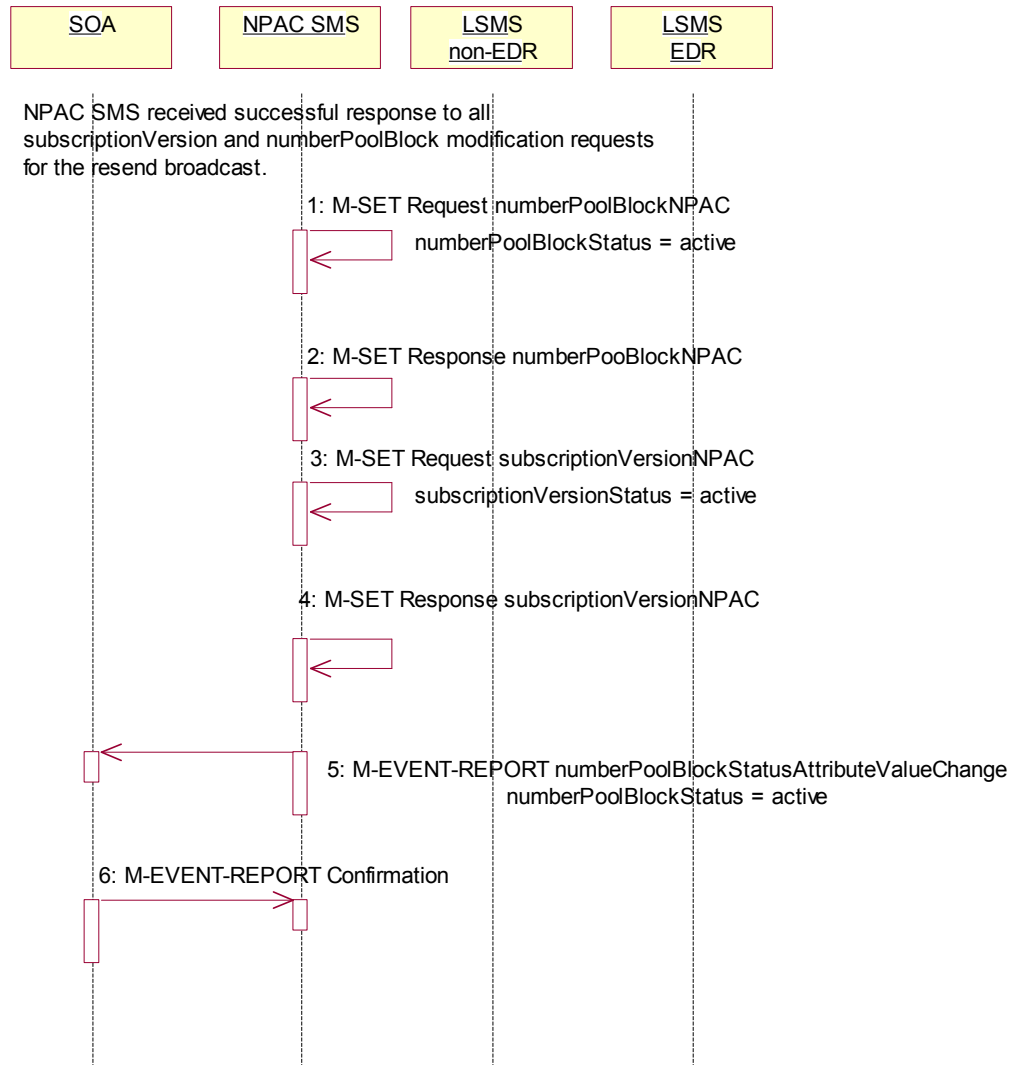 SOA
NPAC SMS
LSMS
non-EDR
LSMS
EDR
NPAC SMS received successful response to all
subscriptionVersion and numberPoolBlock modification requests
for the resend broadcast.
1: M-SET Request numberPoolBlockNPAC
numberPoolBlockStatus = active
2: M-SET Response numberPooBlockNPAC
3: M-SET Request subscriptionVersionNPAC
subscriptionVersionStatus = active
4: M-SET Response subscriptionVersionNPAC
5: M-EVENT-REPORT numberPoolBlockStatusAttributeValueChange
numberPoolBlockStatus = active
6: M-EVENT-REPORT Confirmation